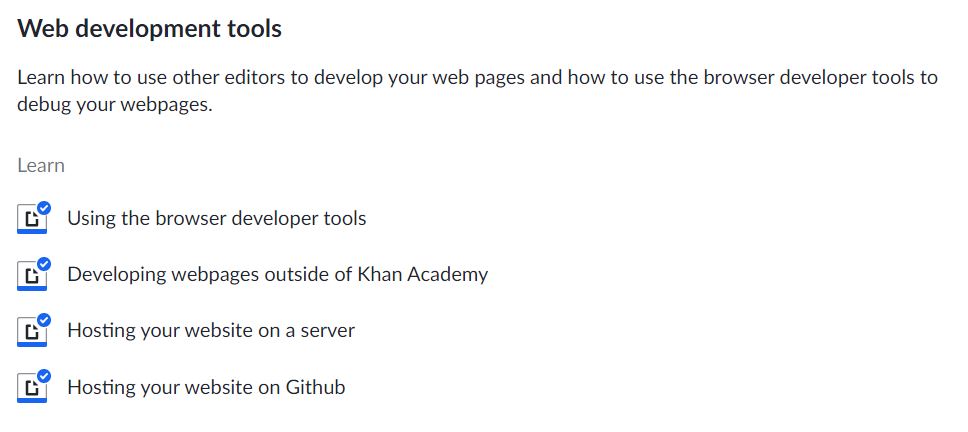 Web development tools
Learn how to use other editors to develop your web pages and how to use the browser developer tools to
debug your webpages.
Learn
Using the browser developer tools
Developing webpages outside of Khan Academy
Hosting your website on a server
Hosting your website on Github